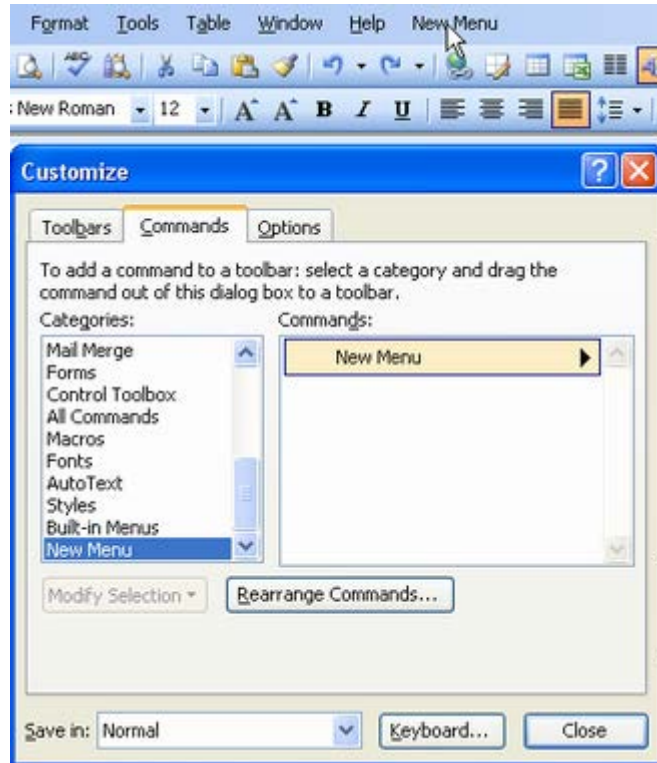 Format Tools Table Window Help New Menu
ABC
New Roman 12 A A B I U
Customize
Toolbars Commands Options
To add a command to a toolbar: select a category and drag the
command out of this dialog box to a toolbar.
Categories: Commands:
Mail Merge
Forms
Control Toolbox
All Commands
Macros
Fonts
AutoText
Styles
Built-in Menus
New Menu
New Menu
Modify Selection Rearrange Commands...
Save in: Normal Keyboard... Close